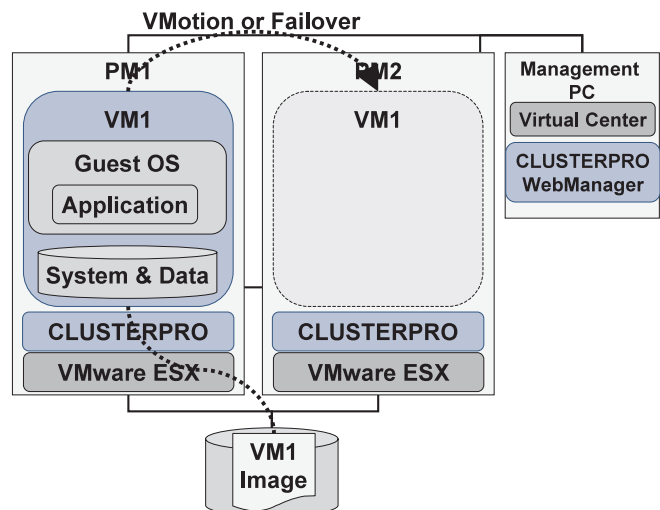 VMotion or Failover
PM1
VM1
Guest OS
Application
System & Data
CLUSTERPRO
VMware ESX
PM2
VM1
CLUSTERPRO
VMware ESX
Management
PC
Virtual Center
CLUSTERPRO
WebManager
VM1
Image